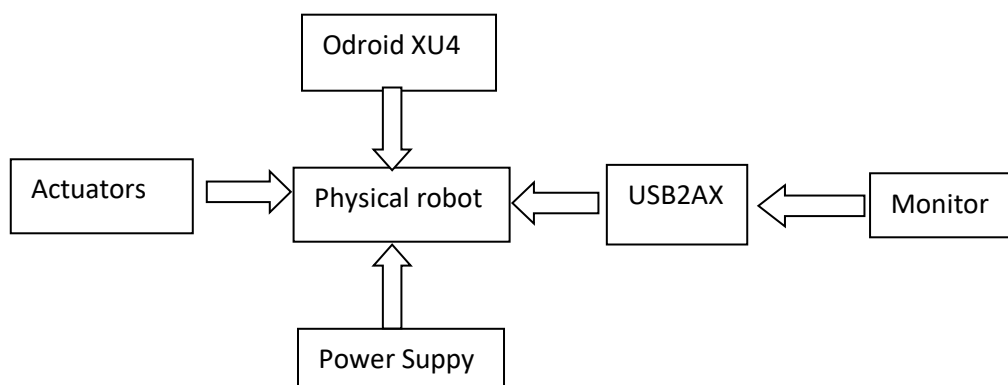 Odroid XU4
Actuators
Physical robot
USB2AX
Monitor
Power Suppy